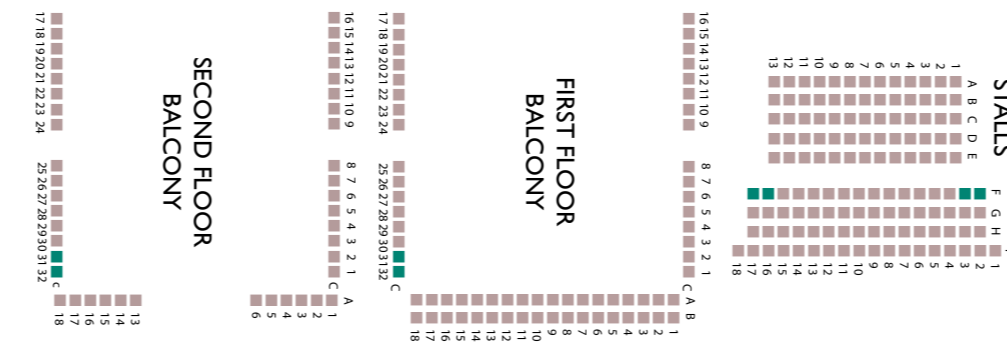 SECOND FLOOR
BALCONY
17 18 19 20 21 22 23 24
25 26 27 28 29 30 31 32 C
16 15 14 13 12 11 10 9
8 7 6 5 4 3 2 1 C
A
18 17 16 15 14 13
6 5 4 3 2 1
FIRST FLOOR
BALCONY
17 18 19 20 21 22 23 24
25 26 27 28 29 30 31 32 C
16 15 14 13 12 11 10 9
8 7 6 5 4 3 2 1 C
A
B
18 17 16 15 14 13 12 11 10 9 8 7 6 5 4 3 2 1
STALLS
13 12 11 10 9 8 7 6 5 4 3 2 1
A
B
C
D
E
F
G
H
18 17 16 15 14 13 12 11 10 9 8 7 6 5 4 3 2 1